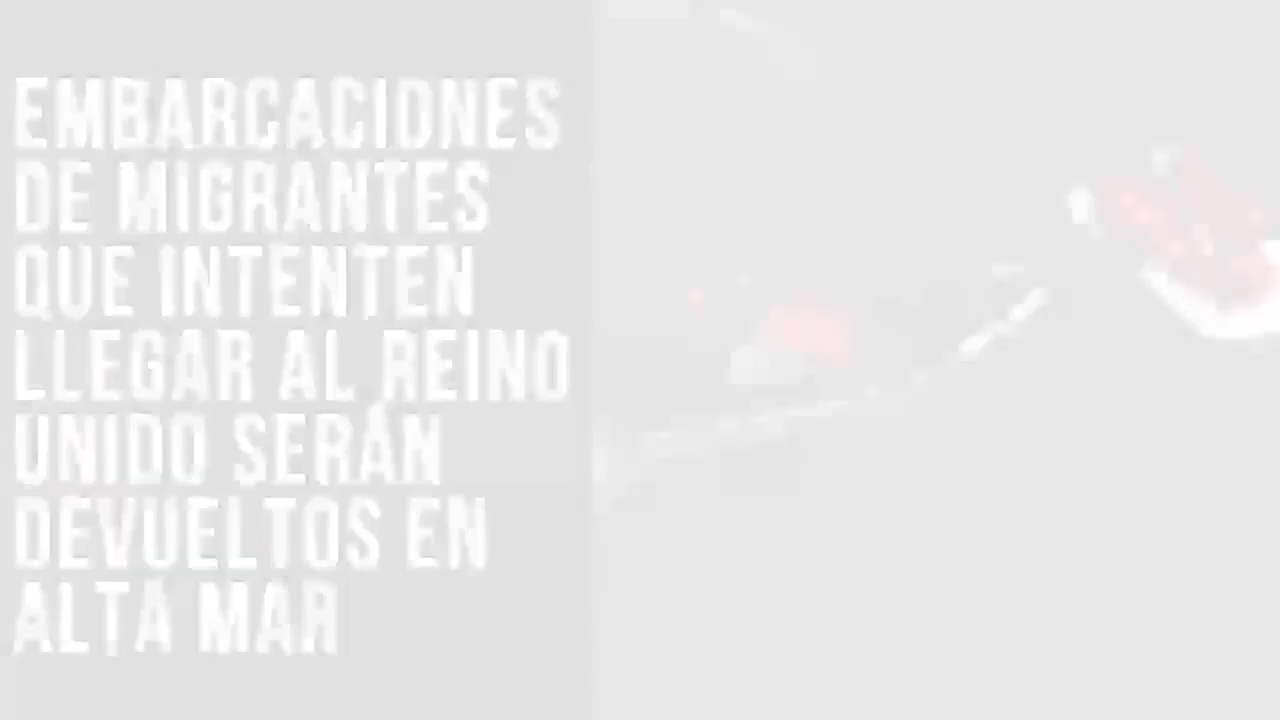 EMBARCACIONES
DE MIGRANTES
QUE INTENTEN
LLEGAR AL REINO
UNIDO SERÁN
DEVUELTOS EN
ALTA MAR